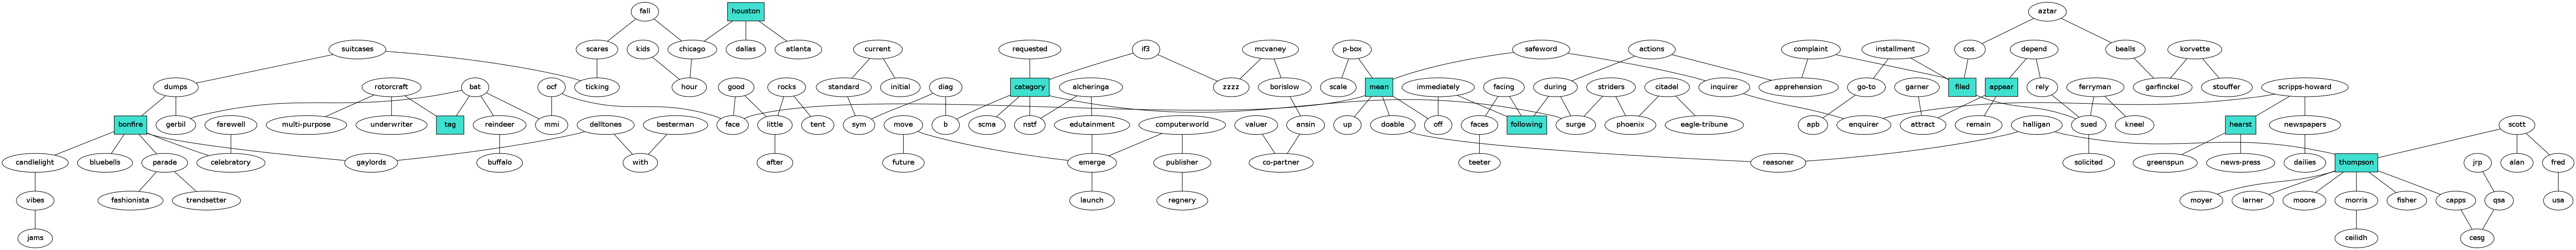 fall houston aztar
suitcases scares kids chicago dallas atlanta current requested if3 mcvaney p-box safeword actions complaint installment cos. depend bealls korvette
dumps rotorcraft bat ocf ticking hour good rocks standard initial diag category alcheringa zzzz borislow scale mean immediately facing during striders citadel inquirer apprehension go-to garner filed appear rely ferryman garfinckel stouffer scripps-howard
bonfire gerbil farewell multi-purpose underwriter tag reindeer mmi delltones besterman face little tent sym move b scma nstf edutainment computerworld valuer ansin up doable off faces following surge phoenix eagle-tribune apb enquirer attract remain halligan sued kneel hearst newspapers scott
candlelight bluebells parade celebratory gaylords buffalo with after future emerge publisher co-partner teeter reasoner solicited greenspun news-press dailies thompson alan jrp fred
vibes fashionista trendsetter launch regnery moyer larner moore morris fisher capps qsa usa
jams ceilidh cesg